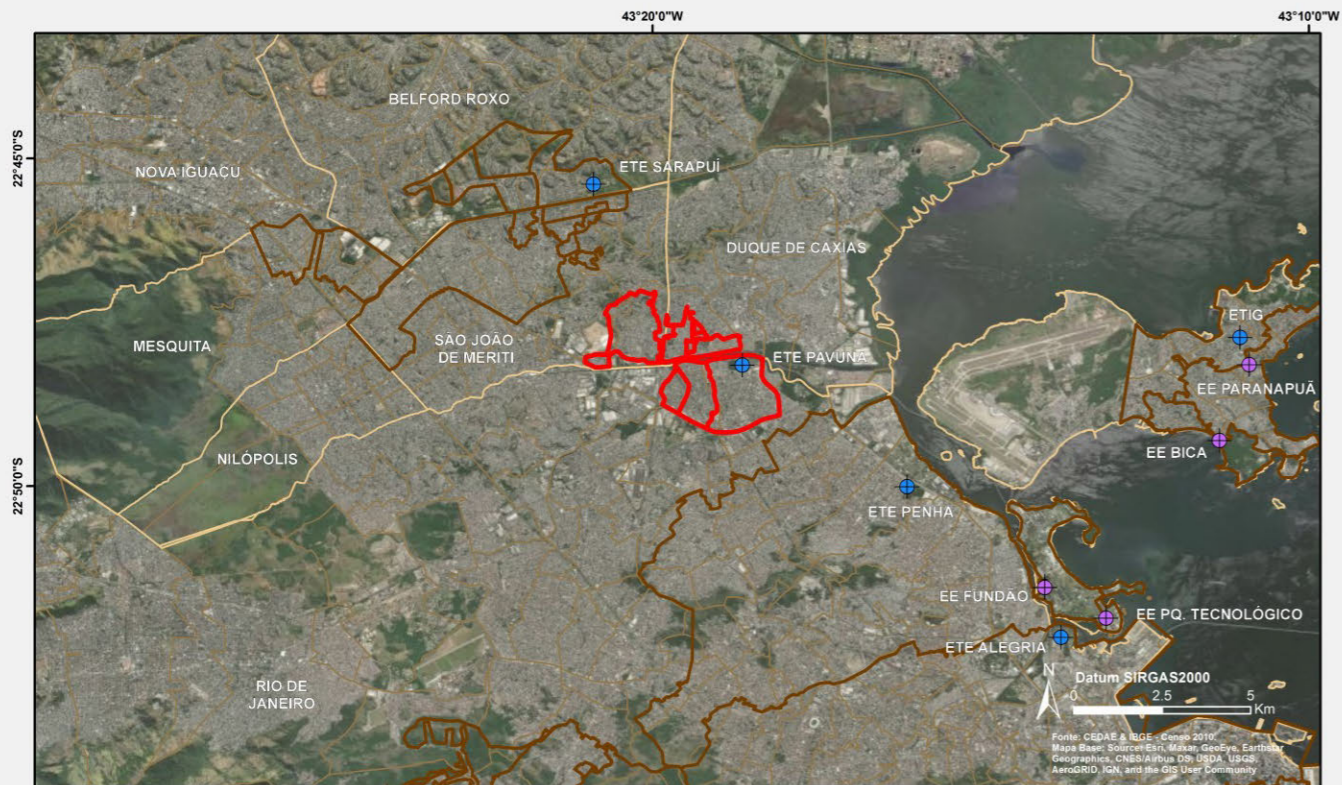 43°20'0"W
43°10'0"W
22°45'0"S
22°50'0"S
BELFORD ROXO
NOVA IGUAÇU
ETE SARAPUÍ
DUQUE DE CAXIAS
MESQUITA
SÃO JOÃO
DE MERITI
ETE PAVUNA
ETIG
EE PARANAPUÃ
EE BICA
NILÓPOLIS
ETE PENHA
EE FUNDÃO
EE PQ. TECNOLÓGICO
ETE ALEGRIA
RIO DE
JANEIRO
N
Datum SIRGAS2000
0 2.5 5
Km
Fonte: CEDAE & IBGE - Censo 2010.
Mapa Base: Source: Esri, Maxar, GeoEye, Earthstar
Geographics, CNES/Airbus DS, USDA, USGS,
AeroGRID, IGN, and the GIS User Community